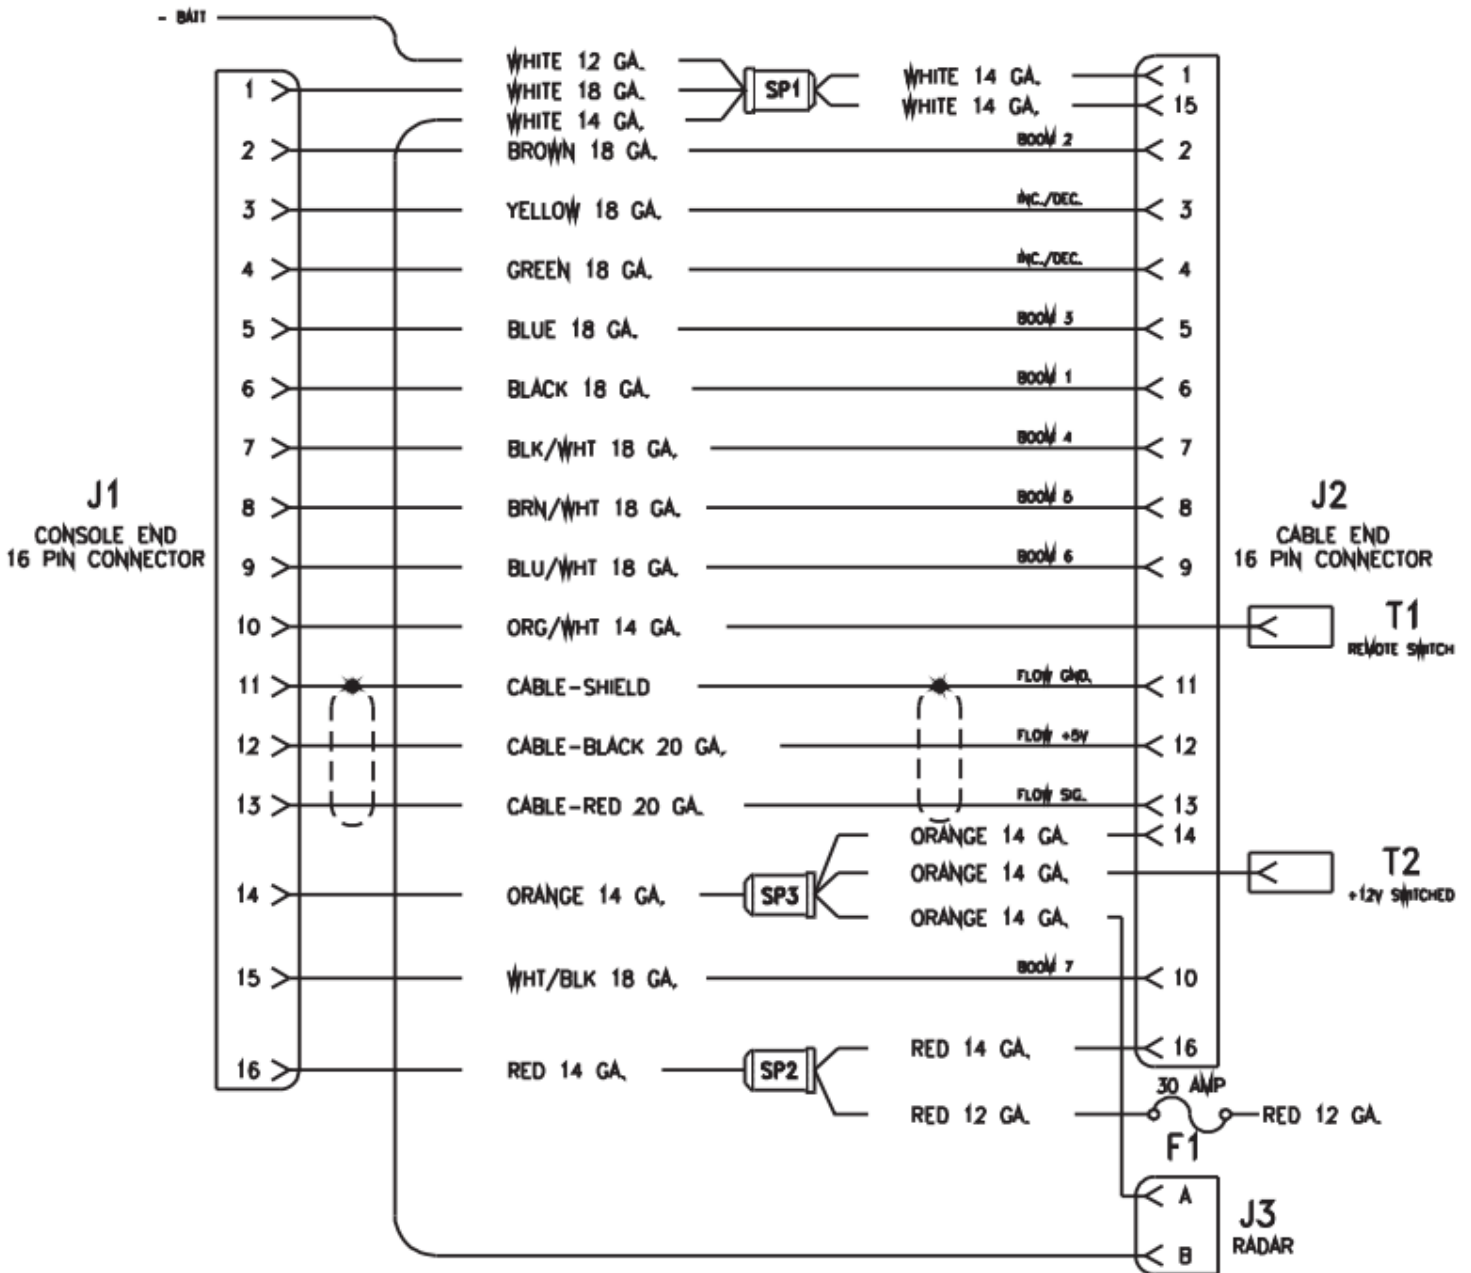 - BATT
WHITE 12 GA.
1 WHITE 18 GA. SP1 WHITE 14 GA. 1
WHITE 14 GA. WHITE 14 GA. 15
2 BROWN 18 GA. BOOM 2 2
3 YELLOW 18 GA. INC./DEC. 3
4 GREEN 18 GA. INC./DEC. 4
5 BLUE 18 GA. BOOM 3 5
6 BLACK 18 GA. BOOM 1 6
7 BLK/WHT 18 GA. BOOM 4 7
J1
CONSOLE END
16 PIN CONNECTOR
8 BRN/WHT 18 GA. BOOM 5 8
J2
CABLE END
16 PIN CONNECTOR
9 BLU/WHT 18 GA. BOOM 6 9
10 ORG/WHT 14 GA. T1
REMOTE SWITCH
11 CABLE-SHIELD FLOW GND. 11
12 CABLE-BLACK 20 GA. FLOW +5V 12
13 CABLE-RED 20 GA. FLOW SIG. 13
ORANGE 14 GA. 14
ORANGE 14 GA. T2
+12V SWITCHED
14 ORANGE 14 GA. SP3
ORANGE 14 GA.
15 WHT/BLK 18 GA. BOOM 7 10
RED 14 GA. 16
16 RED 14 GA. SP2
30 AMP
RED 12 GA. RED 12 GA.
F1
A
J3
RADAR
B